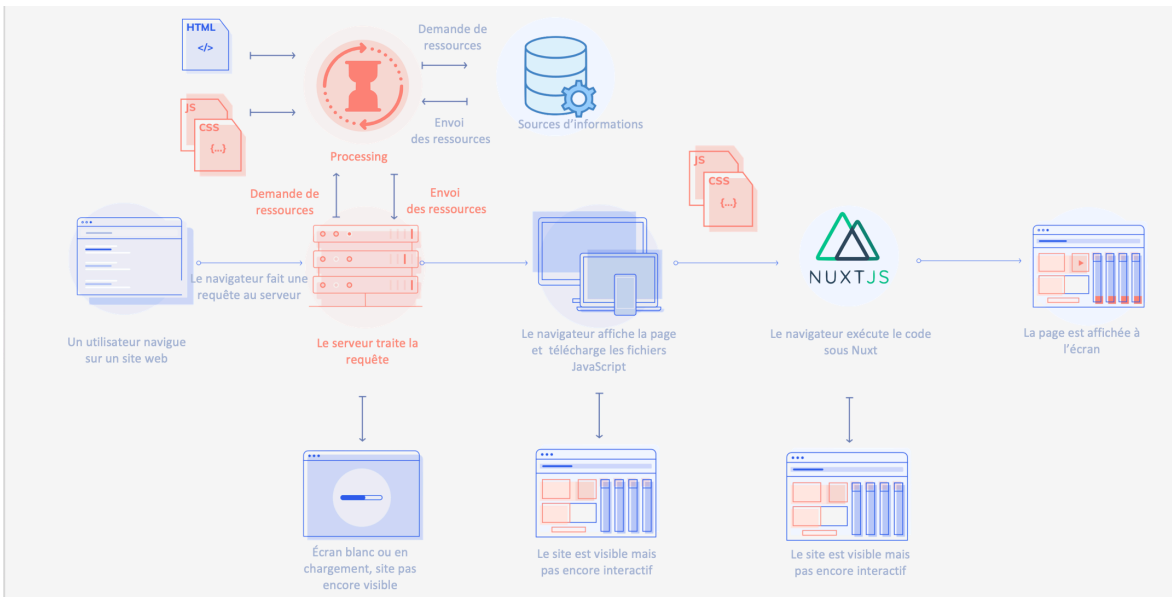 HTML
</>
JS
CSS
{...}
Processing
Demande de
ressources
Envoi
des ressources
Sources d'informations
Demande de
ressources
Envoi
des ressources
Le navigateur fait une
requête au serveur
Un utilisateur navigue
sur un site web
Le serveur traite la
requête
Le navigateur affiche la page
et télécharge les fichiers
JavaScript
JS
CSS
{...}
NUXTJS
Le navigateur exécute le code
sous Nuxt
La page est affichée à
l'écran
Écran blanc ou en
chargement, site pas
encore visible
Le site est visible mais
pas encore interactif
Le site est visible mais
pas encore interactif